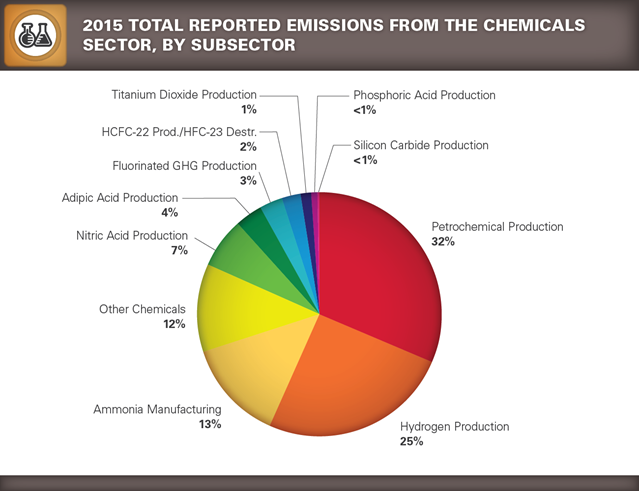 2015 TOTAL REPORTED EMISSIONS FROM THE CHEMICALS
SECTOR, BY SUBSECTOR
Titanium Dioxide Production
1%
Phosphoric Acid Production
<1%
HCFC-22 Prod./HFC-23 Destr.
2%
Silicon Carbide Production
<1%
Fluorinated GHG Production
3%
Adipic Acid Production
4%
Petrochemical Production
32%
Nitric Acid Production
7%
Other Chemicals
12%
Ammonia Manufacturing
13%
Hydrogen Production
25%